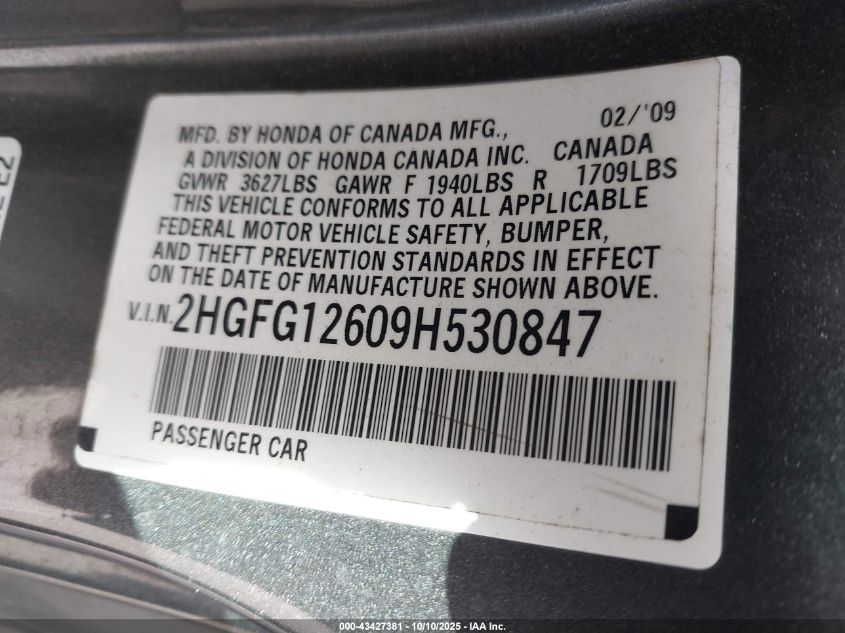 02/'09
MFD. BY HONDA OF CANADA MFG.,
A DIVISION OF HONDA CANADA INC. CANADA
GVWR 3627LBS GAWR F 1940LBS R 1709LBS
THIS VEHICLE CONFORMS TO ALL APPLICABLE
FEDERAL MOTOR VEHICLE SAFETY, BUMPER,
AND THEFT PREVENTION STANDARDS IN EFFECT
ON THE DATE OF MANUFACTURE SHOWN ABOVE.
V.I.N. 2HGFG12609H530847
PASSENGER CAR
000-43427381 | 10/10/2025 - IAA Inc.